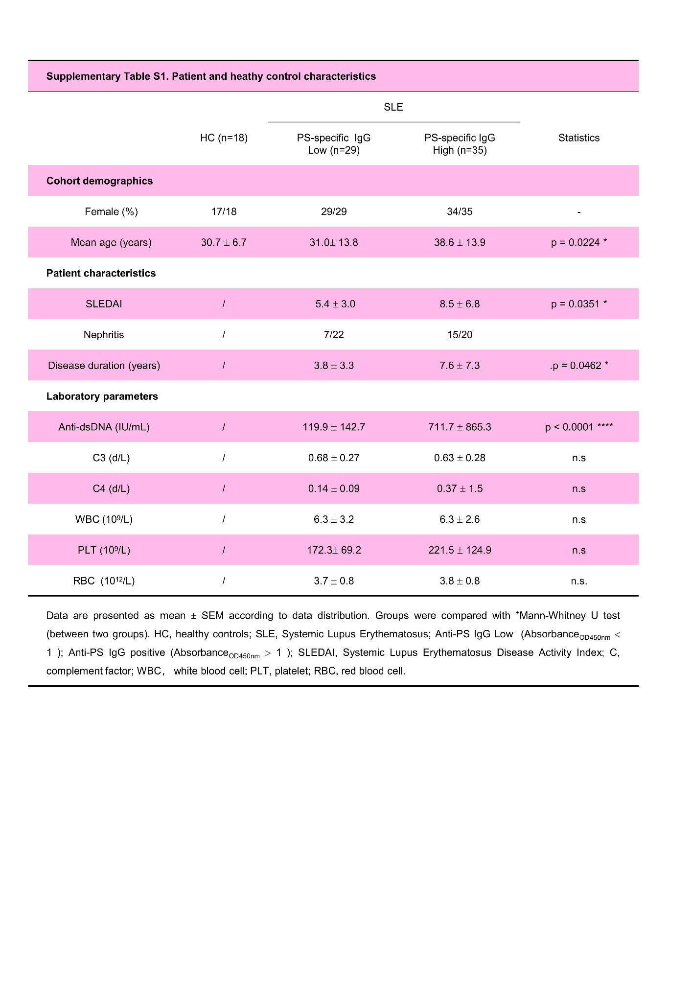 Supplementary Table S1. Patient and heathy control characteristics
SLE
HC (n=18) PS-specific IgG PS-specific IgG Statistics
Low (n=29) High (n=35)
Cohort demographics
Female (%) 17/18 29/29 34/35 -
Mean age (years) 30.7 ± 6.7 31.0± 13.8 38.6 ± 13.9 p = 0.0224 *
Patient characteristics
SLEDAI / 5.4 ± 3.0 8.5 ± 6.8 p = 0.0351 *
Nephritis / 7/22 15/20
Disease duration (years) / 3.8 ± 3.3 7.6 ± 7.3 .p = 0.0462 *
Laboratory parameters
Anti-dsDNA (IU/mL) / 119.9 ± 142.7 711.7 ± 865.3 p < 0.0001 ****
C3 (d/L) / 0.68 ± 0.27 0.63 ± 0.28 n.s
C4 (d/L) / 0.14 ± 0.09 0.37 ± 1.5 n.s
WBC (10⁹/L) / 6.3 ± 3.2 6.3 ± 2.6 n.s
PLT (10⁹/L) / 172.3± 69.2 221.5 ± 124.9 n.s
RBC (10¹²/L) / 3.7 ± 0.8 3.8 ± 0.8 n.s.
Data are presented as mean ± SEM according to data distribution. Groups were compared with *Mann-Whitney U test
(between two groups). HC, healthy controls; SLE, Systemic Lupus Erythematosus; Anti-PS IgG Low (AbsorbanceOD450nm <
1 ); Anti-PS IgG positive (AbsorbanceOD450nm > 1 ); SLEDAI, Systemic Lupus Erythematosus Disease Activity Index; C,
complement factor; WBC， white blood cell; PLT, platelet; RBC, red blood cell.